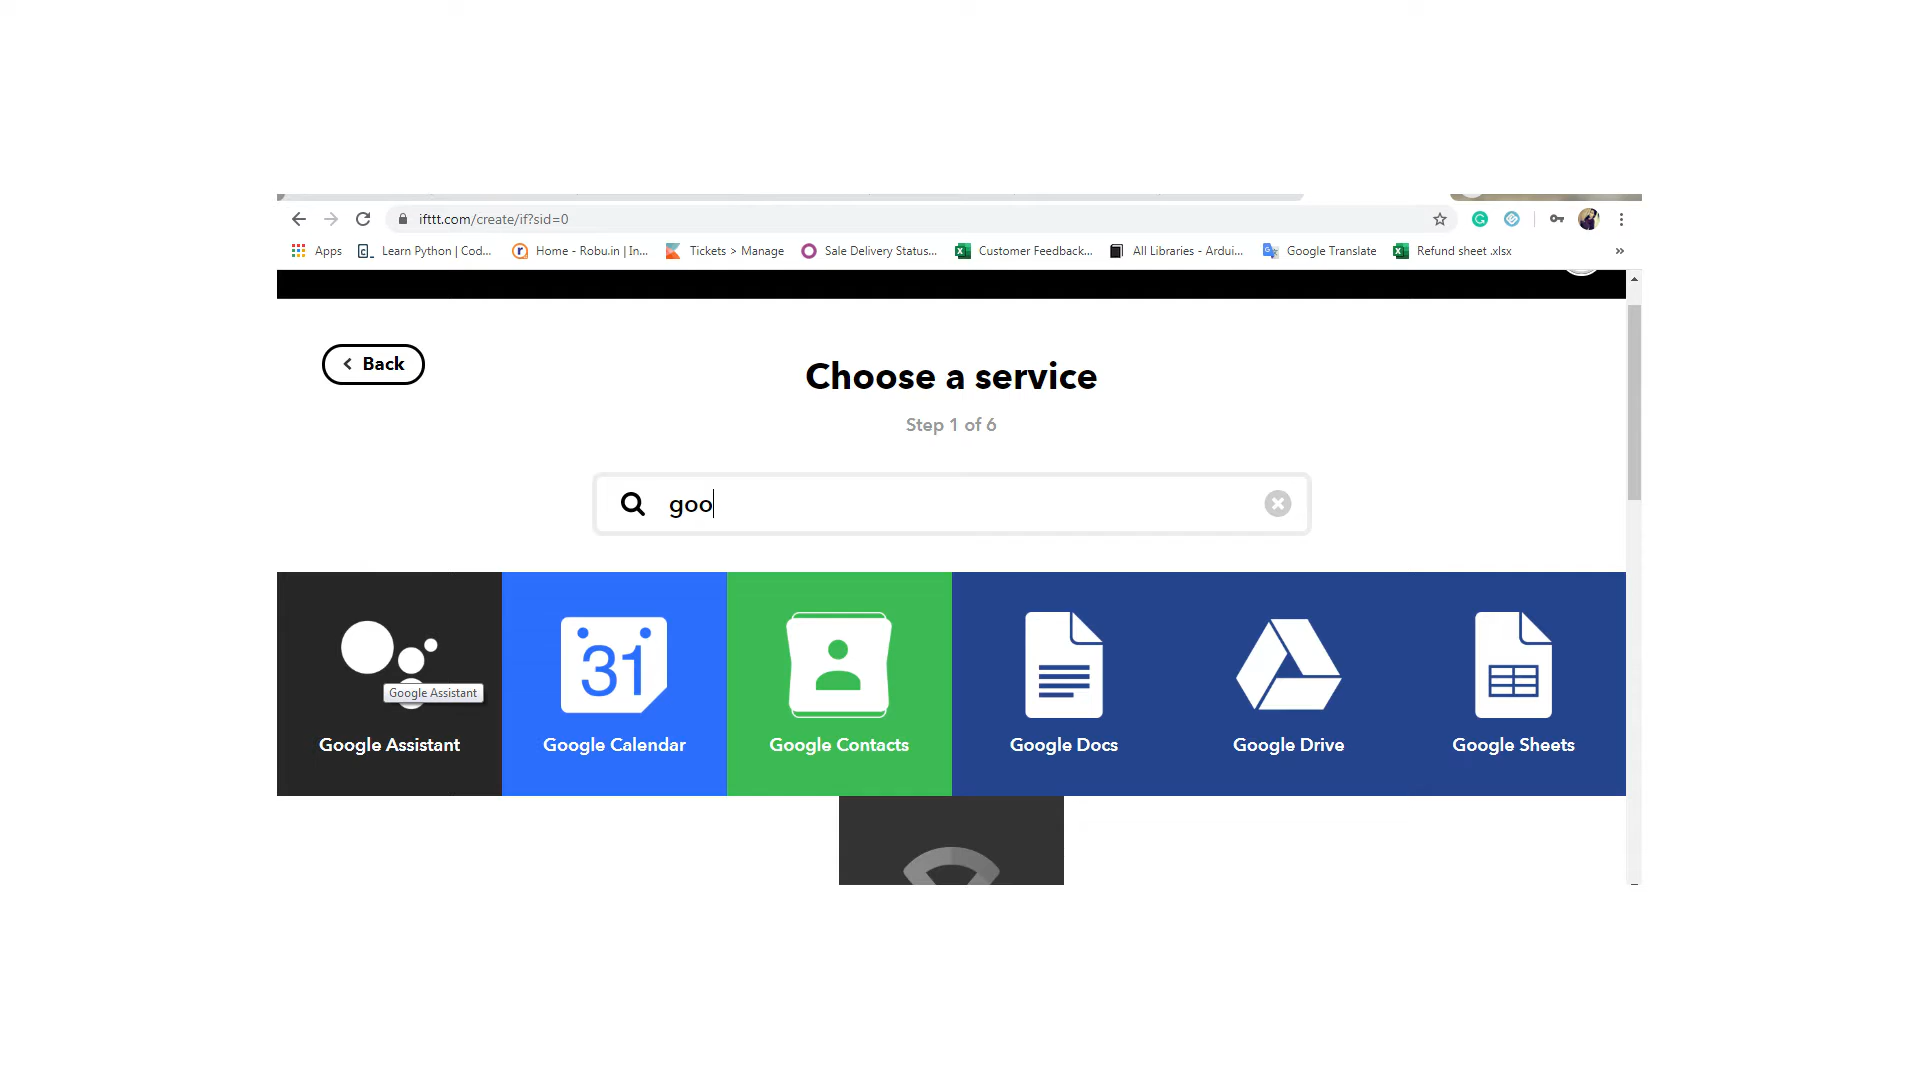 ifttt.com/create/if?sid=0
Apps Learn Python | Cod... Home - Robu.in | In... Tickets > Manage Sale Delivery Status... Customer Feedback... All Libraries - Ardui... Google Translate Refund sheet .xlsx »
Back
Choose a service
Step 1 of 6
goo
31
Google Assistant
Google Assistant Google Calendar Google Contacts Google Docs Google Drive Google Sheets